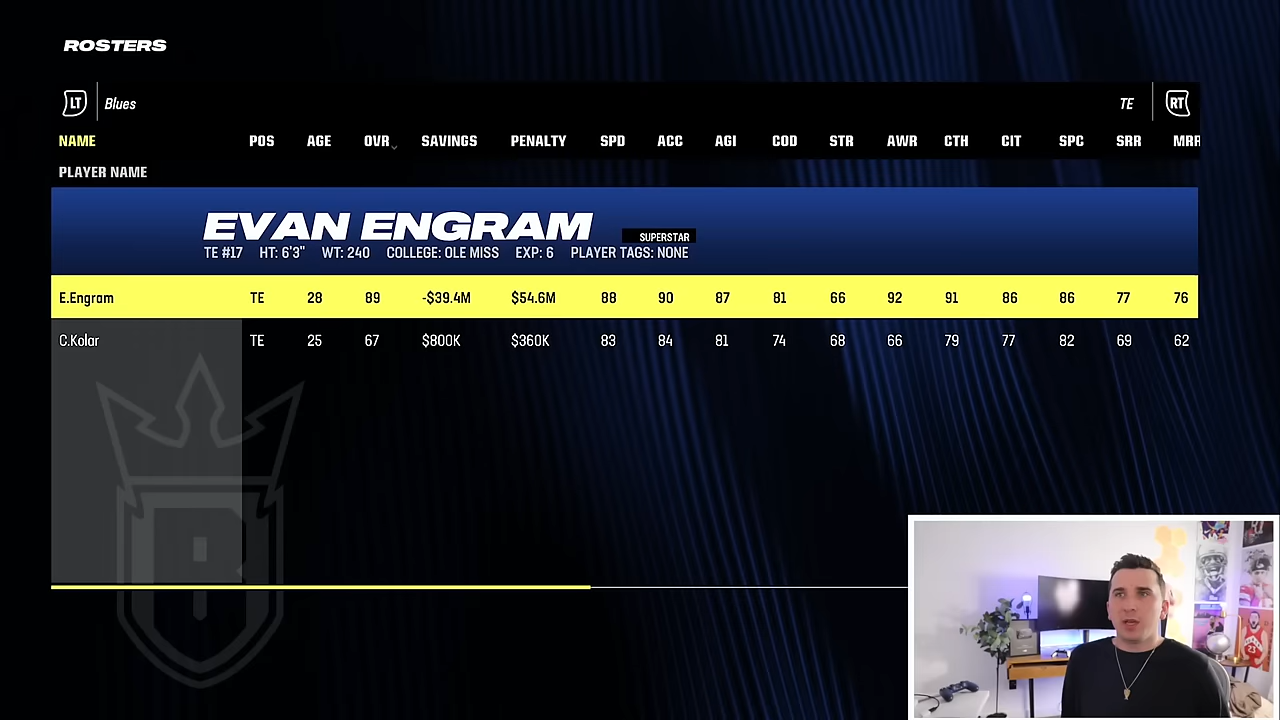 ROSTERS
LT Blues TE RT
NAME POS AGE OVR SAVINGS PENALTY SPD ACC AGI COD STR AWR CTH CIT SPC SRR MRR
PLAYER NAME
EVAN ENGRAM SUPERSTAR
TE #17 HT: 6'3" WT: 240 COLLEGE: OLE MISS EXP: 6 PLAYER TAGS: NONE
E.Engram TE 28 89 -$39.4M $54.6M 88 90 87 81 66 92 91 86 86 77 76
C.Kolar TE 25 67 $800K $360K 83 84 81 74 68 66 79 77 82 69 62
B
23